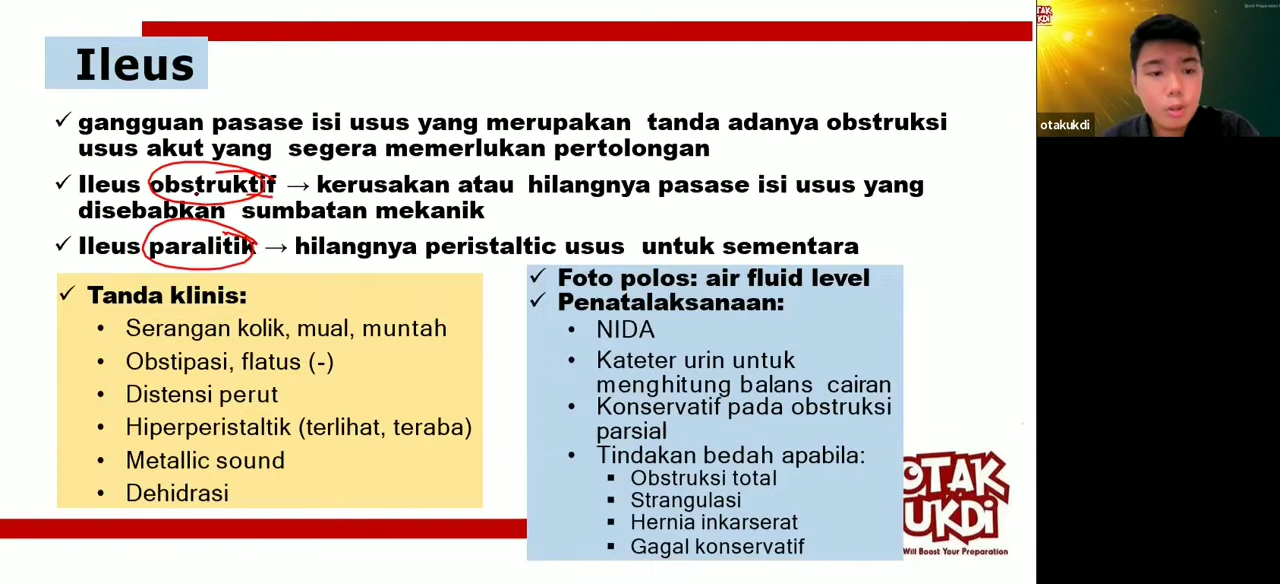 Ileus
✓ gangguan pasase isi usus yang merupakan tanda adanya obstruksi
usus akut yang segera memerlukan pertolongan
✓ Ileus obstruktif → kerusakan atau hilangnya pasase isi usus yang
disebabkan sumbatan mekanik
✓ Ileus paralitik → hilangnya peristaltic usus untuk sementara
✓ Tanda klinis:
• Serangan kolik, mual, muntah
• Obstipasi, flatus (-)
• Distensi perut
• Hiperperistaltik (terlihat, teraba)
• Metallic sound
• Dehidrasi
✓ Foto polos: air fluid level
✓ Penatalaksanaan:
• NIDA
• Kateter urin untuk
menghitung balans cairan
• Konservatif pada obstruksi
parsial
• Tindakan bedah apabila:
▪ Obstruksi total
▪ Strangulasi
▪ Hernia inkarserat
▪ Gagal konservatif
OTAK
UKDi
Will Boost Your Preparation
otakukdi